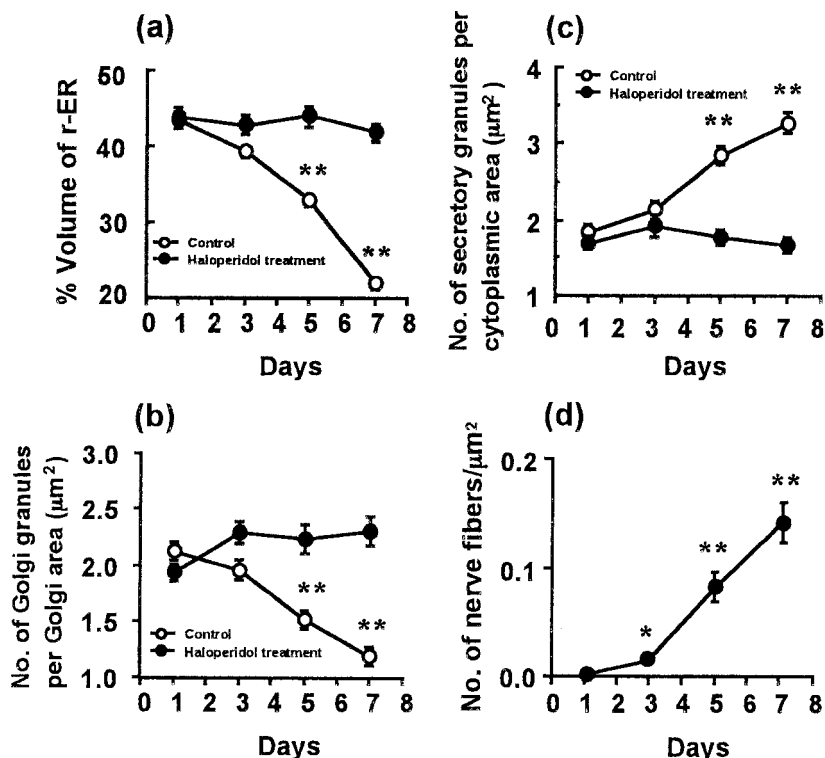 (a)
% Volume of r-ER
50
40
30
20
**
**
Control
Haloperidol treatment
0 1 2 3 4 5 6 7 8
Days
(c)
No. of secretory granules per
cytoplasmic area (μm²)
4
3
2
1
Control
Haloperidol treatment
**
**
0 1 2 3 4 5 6 7 8
Days
(b)
No. of Golgi granules
per Golgi area (μm²)
3.0
2.5
2.0
1.5
1.0
**
**
Control
Haloperidol treatment
0 1 2 3 4 5 6 7 8
Days
(d)
No. of nerve fibers/μm²
0.2
0.1
0.0
*
**
**
0 1 2 3 4 5 6 7 8
Days